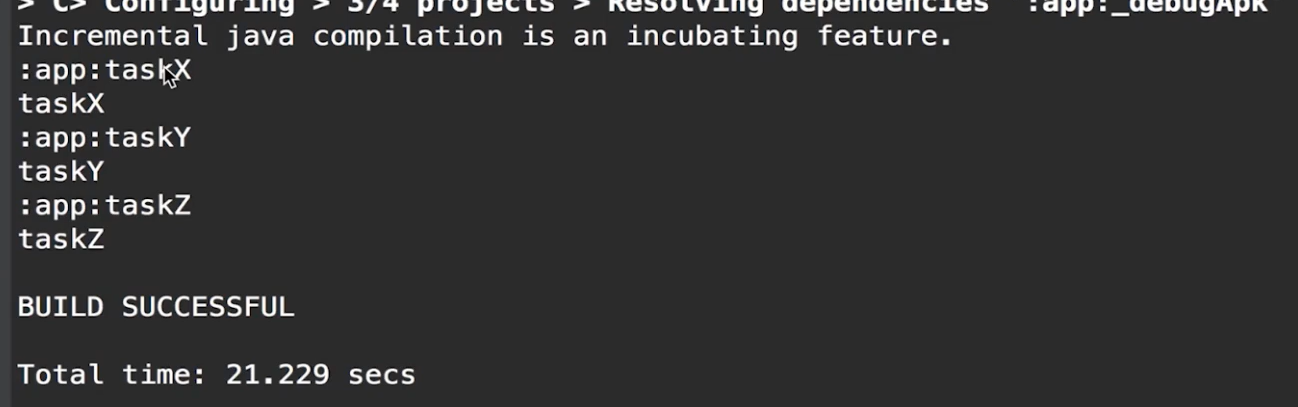 > C> Configuring > 3/4 projects > Resolving dependencies ':app:_debugApk'
Incremental java compilation is an incubating feature.
:app:taskX
taskX
:app:taskY
taskY
:app:taskZ
taskZ
BUILD SUCCESSFUL
Total time: 21.229 secs